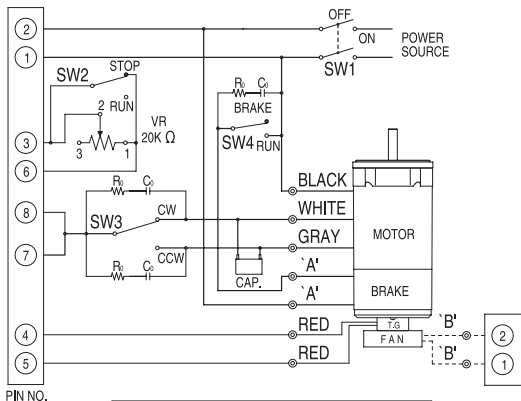 OFF
2
ON
POWER
SOURCE
1
SW1
STOP
SW2
R₀ C₀
RUN
BRAKE
2
VR
20K Ω
SW4 RUN
3
3
1
6
BLACK
R₀ C₀
WHITE
8
CW
SW3
GRAY
MOTOR
7
CCW
'A'
R₀ C₀
CAP.
'A'
BRAKE
4
RED
T.G
'B'
FAN
2
5
RED
'B'
1
PIN NO.